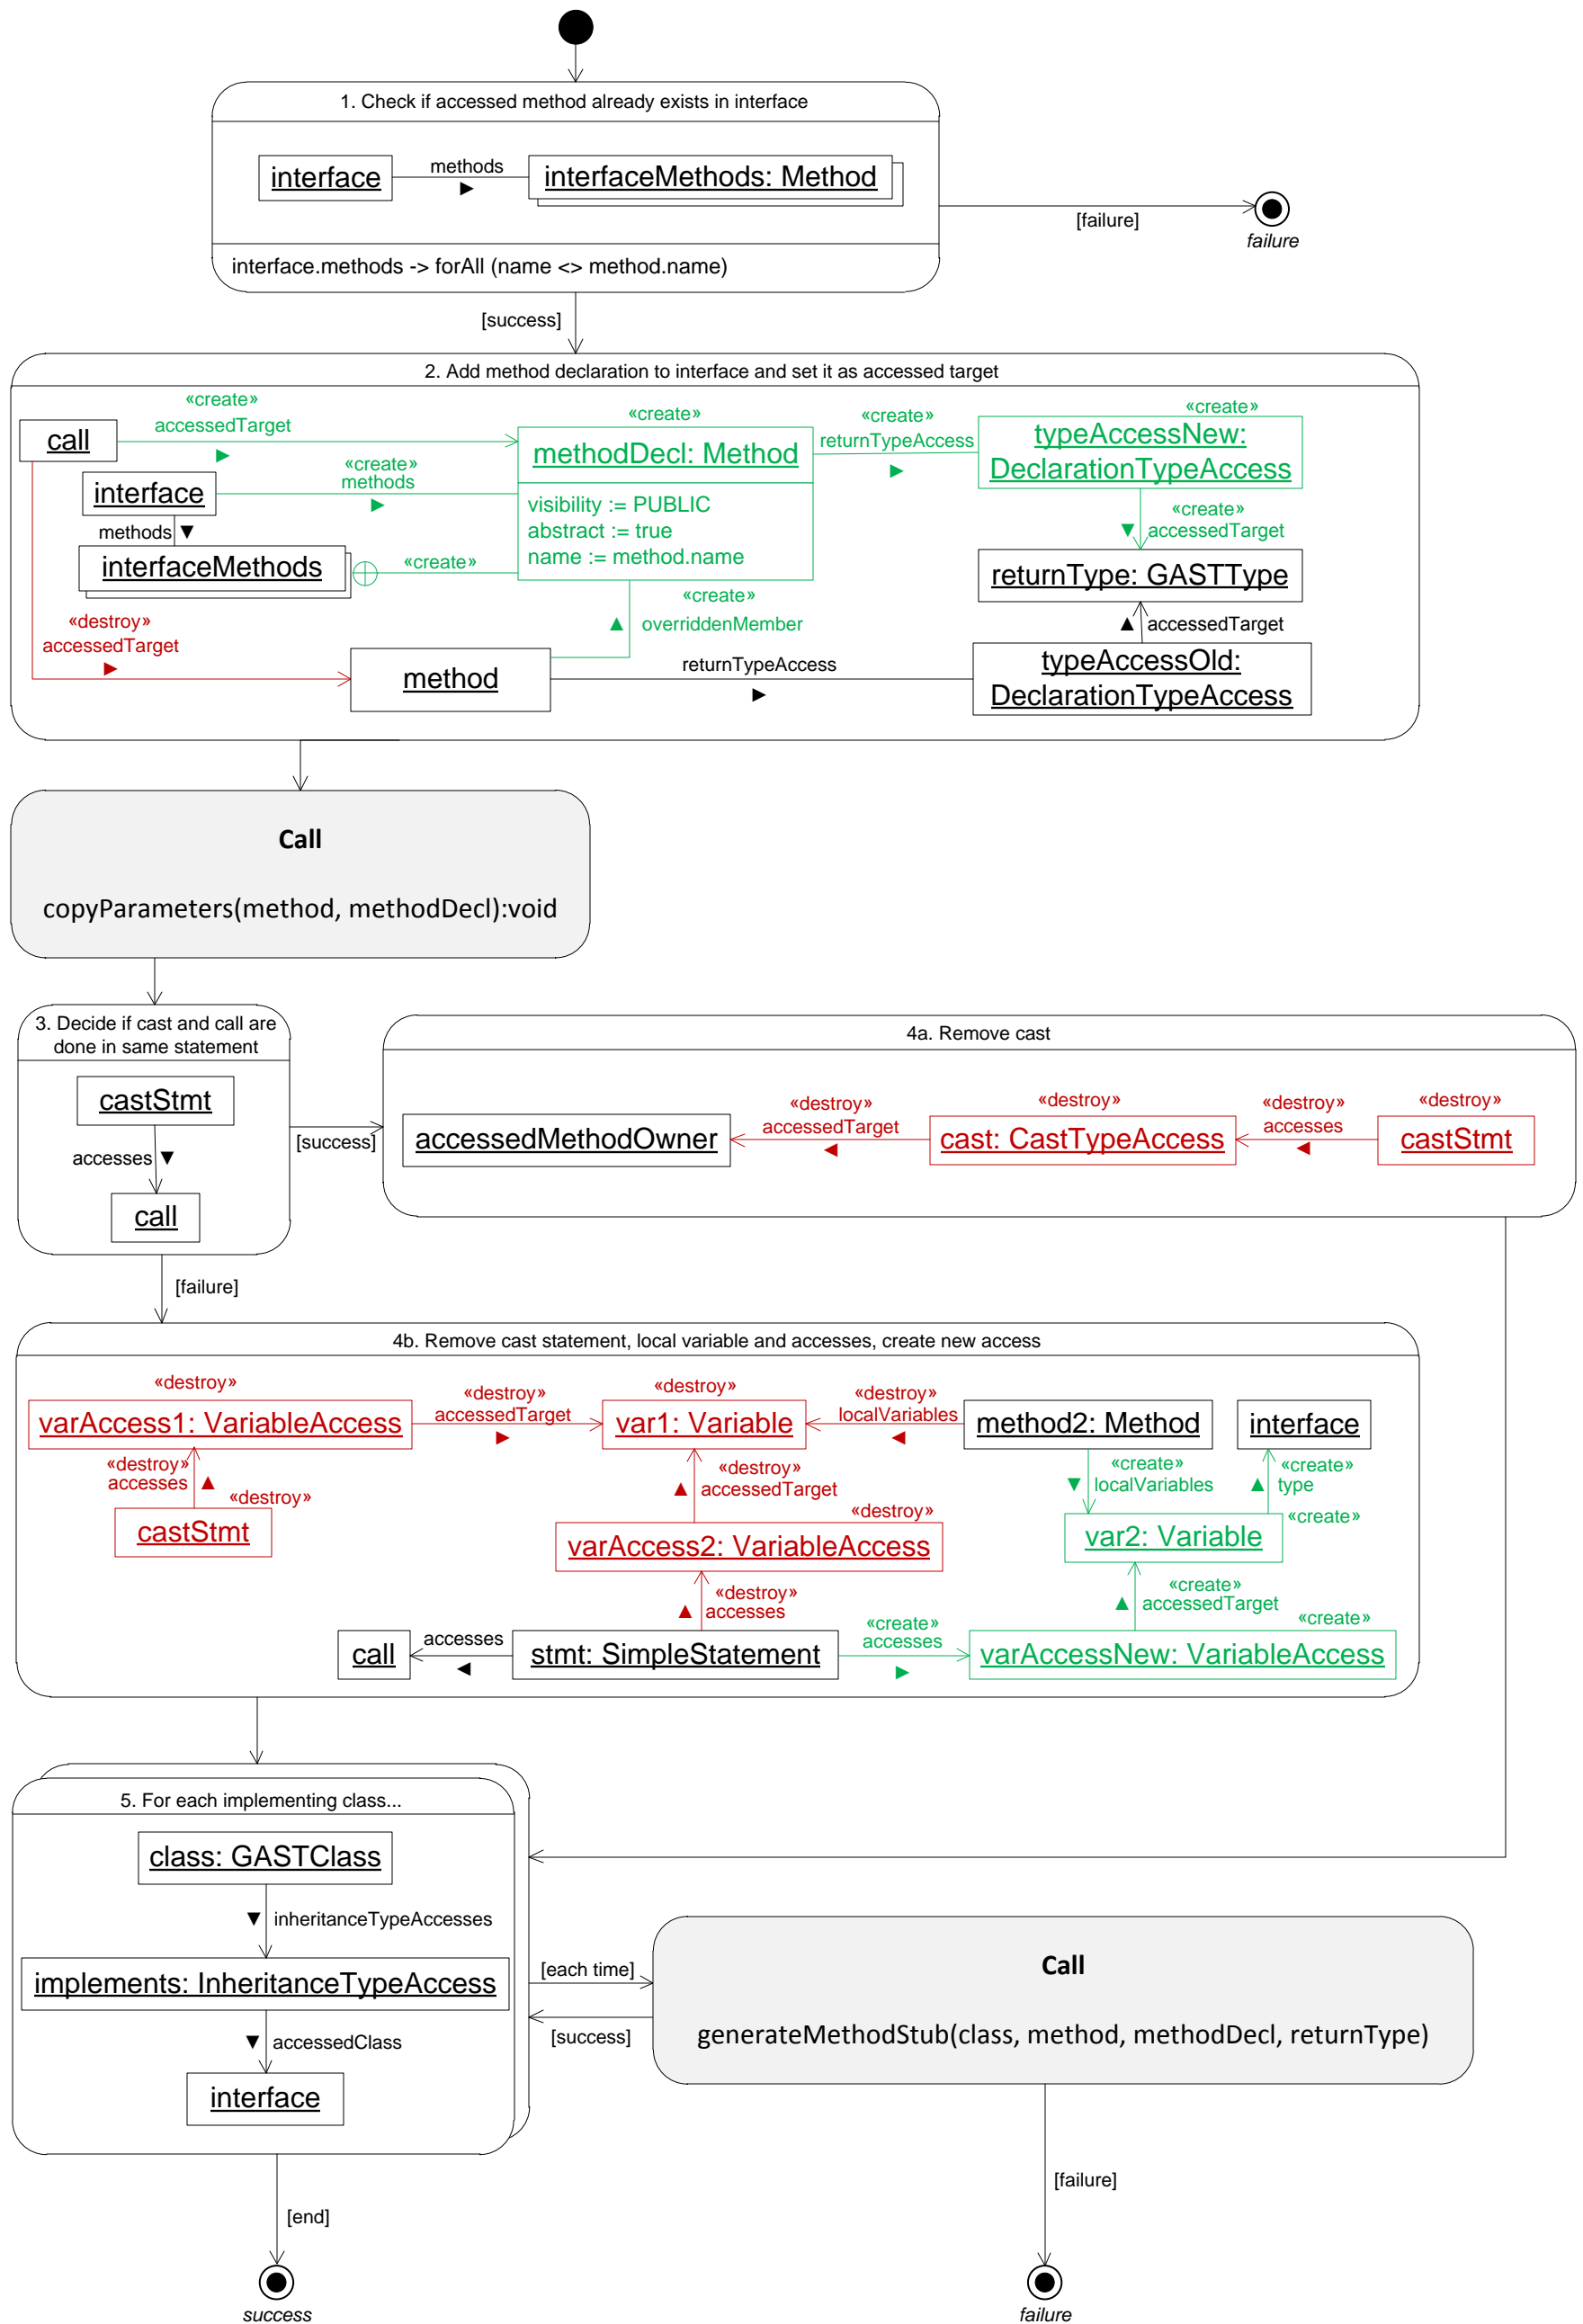 1. Check if accessed method already exists in interface
interface
methods
►
interfaceMethods: Method
[failure]
failure
interface.methods -> forAll (name <> method.name)
[success]
2. Add method declaration to interface and set it as accessed target
«create»
accessedTarget
►
call
«create»
methodDecl: Method
visibility := PUBLIC
abstract := true
name := method.name
«create»
returnTypeAccess
►
«create»
typeAccessNew:
DeclarationTypeAccess
interface
«create»
methods
►
methods ▼
interfaceMethods
«create»
«create»
▼ accessedTarget
returnType: GASTType
«create»
▲ overriddenMember
▲ accessedTarget
«destroy»
accessedTarget
►
method
returnTypeAccess
►
typeAccessOld:
DeclarationTypeAccess
Call
copyParameters(method, methodDecl):void
3. Decide if cast and call are
done in same statement
castStmt
accesses ▼
call
[success]
4a. Remove cast
accessedMethodOwner
«destroy»
accessedTarget
◄
«destroy»
cast: CastTypeAccess
«destroy»
accesses
◄
«destroy»
castStmt
[failure]
4b. Remove cast statement, local variable and accesses, create new access
«destroy»
varAccess1: VariableAccess
«destroy»
accessedTarget
►
«destroy»
var1: Variable
«destroy»
localVariables
◄
method2: Method
interface
«destroy»
accesses ▲
«destroy»
castStmt
«destroy»
▲ accessedTarget
«create»
▼ localVariables
«create»
▲ type
«destroy»
varAccess2: VariableAccess
«create»
var2: Variable
«destroy»
▲ accesses
«create»
▲ accessedTarget
call
accesses
◄
stmt: SimpleStatement
«create»
accesses
►
«create»
varAccessNew: VariableAccess
5. For each implementing class...
class: GASTClass
▼ inheritanceTypeAccesses
implements: InheritanceTypeAccess
▼ accessedClass
interface
[each time]
[success]
Call
generateMethodStub(class, method, methodDecl, returnType)
[end]
[failure]
success
failure